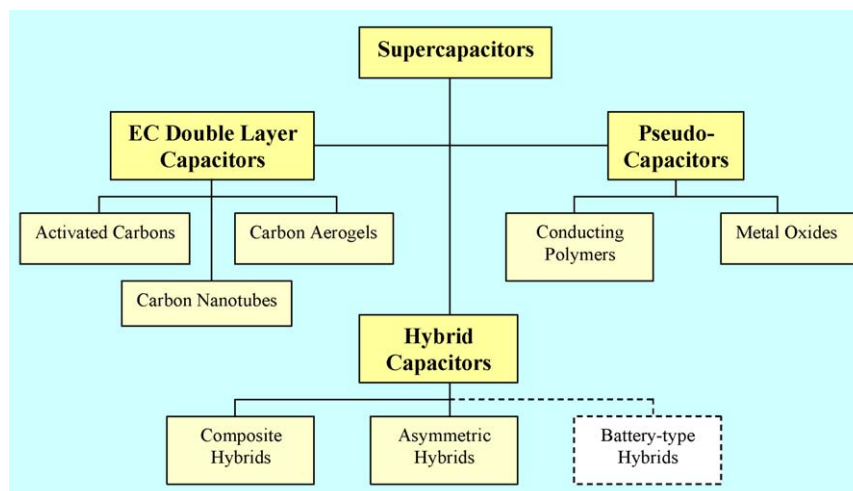 Supercapacitors
EC Double Layer
Capacitors
Pseudo-
Capacitors
Activated Carbons
Carbon Aerogels
Conducting
Polymers
Metal Oxides
Carbon Nanotubes
Hybrid
Capacitors
Composite
Hybrids
Asymmetric
Hybrids
Battery-type
Hybrids